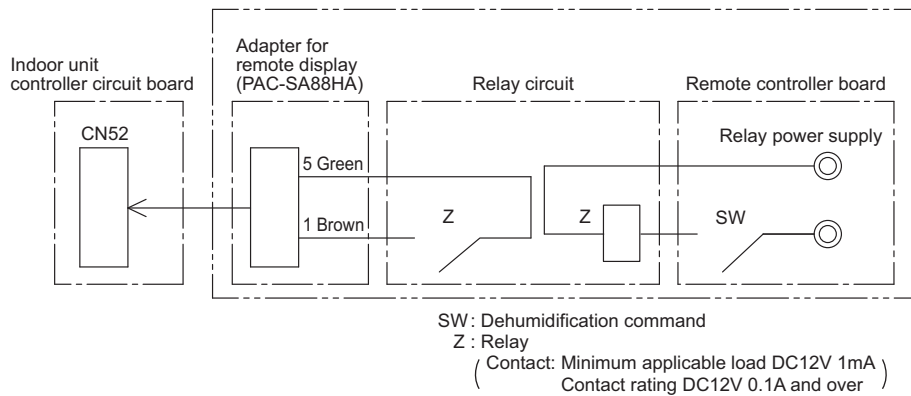 Indoor unit
controller circuit board
Adapter for
remote display
(PAC-SA88HA)
Relay circuit
Remote controller board
CN52
Relay power supply
5 Green
1 Brown
Z
Z
SW
SW : Dehumidification command
Z : Relay
( Contact: Minimum applicable load DC12V 1mA
Contact rating DC12V 0.1A and over )